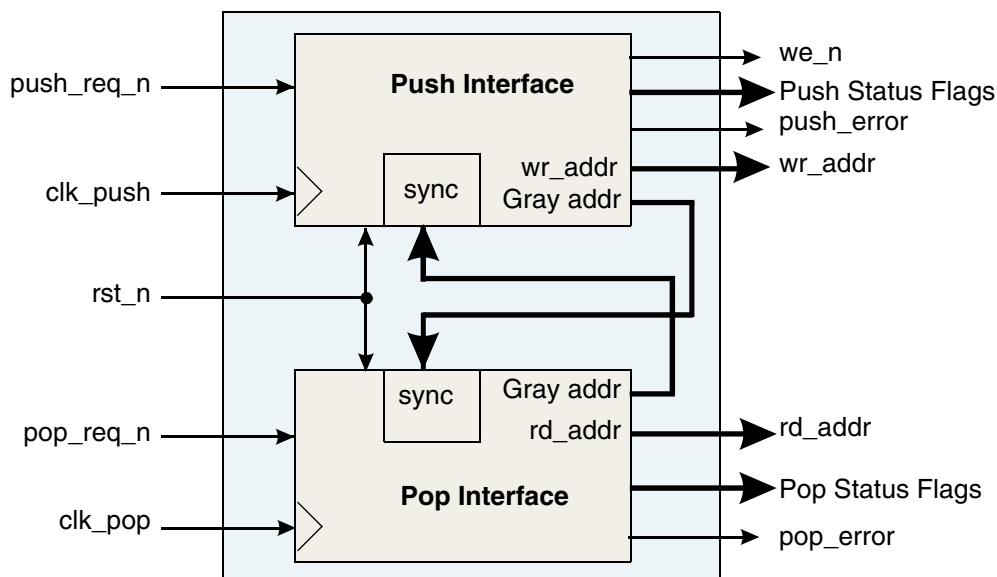 push_req_n
clk_push
rst_n
pop_req_n
clk_pop
Push Interface
sync
wr_addr
Gray addr
sync
Gray addr
rd_addr
Pop Interface
we_n
Push Status Flags
push_error
wr_addr
rd_addr
Pop Status Flags
pop_error